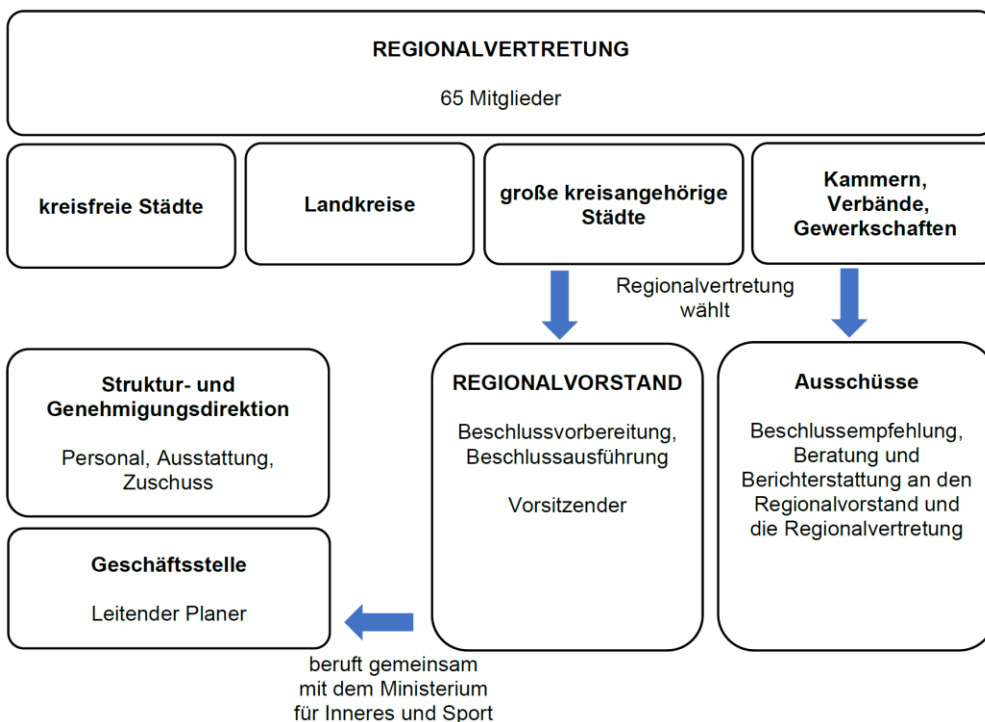 REGIONALVERTRETUNG
65 Mitglieder
kreisfreie Städte
Landkreise
große kreisangehörige
Städte
Kammern,
Verbände,
Gewerkschaften
Regionalvertretung
wählt
Struktur- und
Genehmigungsdirektion
Personal, Ausstattung,
Zuschuss
Geschäftsstelle
Leitender Planer
REGIONALVORSTAND
Beschlussvorbereitung,
Beschlussausführung
Vorsitzender
Ausschüsse
Beschlussempfehlung,
Beratung und
Berichterstattung an den
Regionalvorstand und
die Regionalvertretung
beruft gemeinsam
mit dem Ministerium
für Inneres und Sport